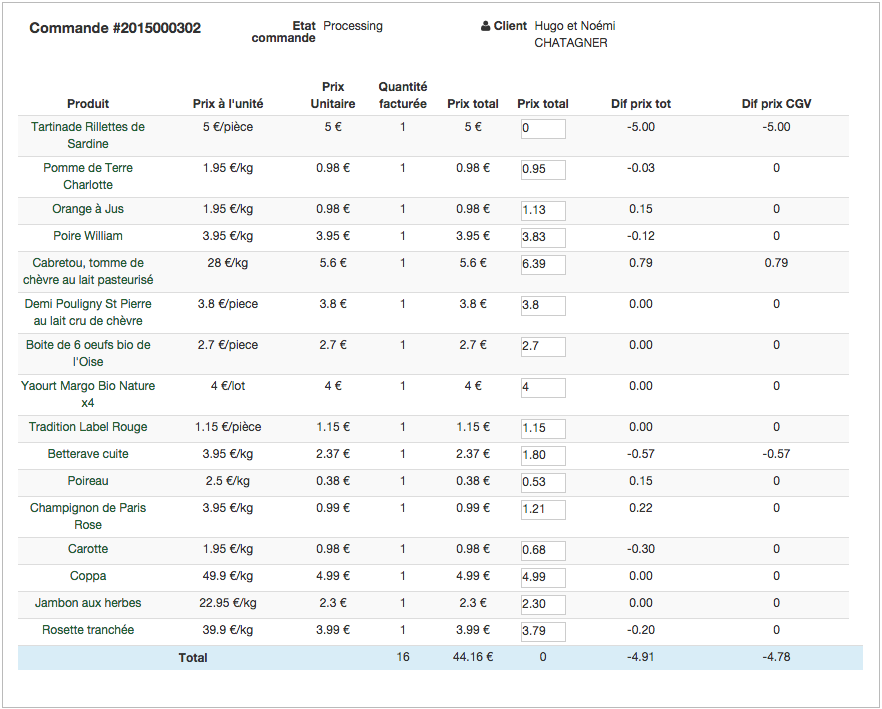 Commande #2015000302
Etat commande Processing
Client Hugo et Noémi
CHATAGNER
Produit Prix à l'unité Prix Unitaire Quantité facturée Prix total Prix total Dif prix tot Dif prix CGV
Tartinade Rillettes de Sardine 5 €/pièce 5 € 1 5 € 0 -5.00 -5.00
Pomme de Terre Charlotte 1.95 €/kg 0.98 € 1 0.98 € 0.95 -0.03 0
Orange à Jus 1.95 €/kg 0.98 € 1 0.98 € 1.13 0.15 0
Poire William 3.95 €/kg 3.95 € 1 3.95 € 3.83 -0.12 0
Cabretou, tomme de chèvre au lait pasteurisé 28 €/kg 5.6 € 1 5.6 € 6.39 0.79 0.79
Demi Pouligny St Pierre au lait cru de chèvre 3.8 €/piece 3.8 € 1 3.8 € 3.8 0.00 0
Boite de 6 oeufs bio de l'Oise 2.7 €/piece 2.7 € 1 2.7 € 2.7 0.00 0
Yaourt Margo Bio Nature x4 4 €/lot 4 € 1 4 € 4 0.00 0
Tradition Label Rouge 1.15 €/pièce 1.15 € 1 1.15 € 1.15 0.00 0
Betterave cuite 3.95 €/kg 2.37 € 1 2.37 € 1.80 -0.57 -0.57
Poireau 2.5 €/kg 0.38 € 1 0.38 € 0.53 0.15 0
Champignon de Paris Rose 3.95 €/kg 0.99 € 1 0.99 € 1.21 0.22 0
Carotte 1.95 €/kg 0.98 € 1 0.98 € 0.68 -0.30 0
Coppa 49.9 €/kg 4.99 € 1 4.99 € 4.99 0.00 0
Jambon aux herbes 22.95 €/kg 2.3 € 1 2.3 € 2.30 0.00 0
Rosette tranchée 39.9 €/kg 3.99 € 1 3.99 € 3.79 -0.20 0
Total 16 44.16 € 0 -4.91 -4.78